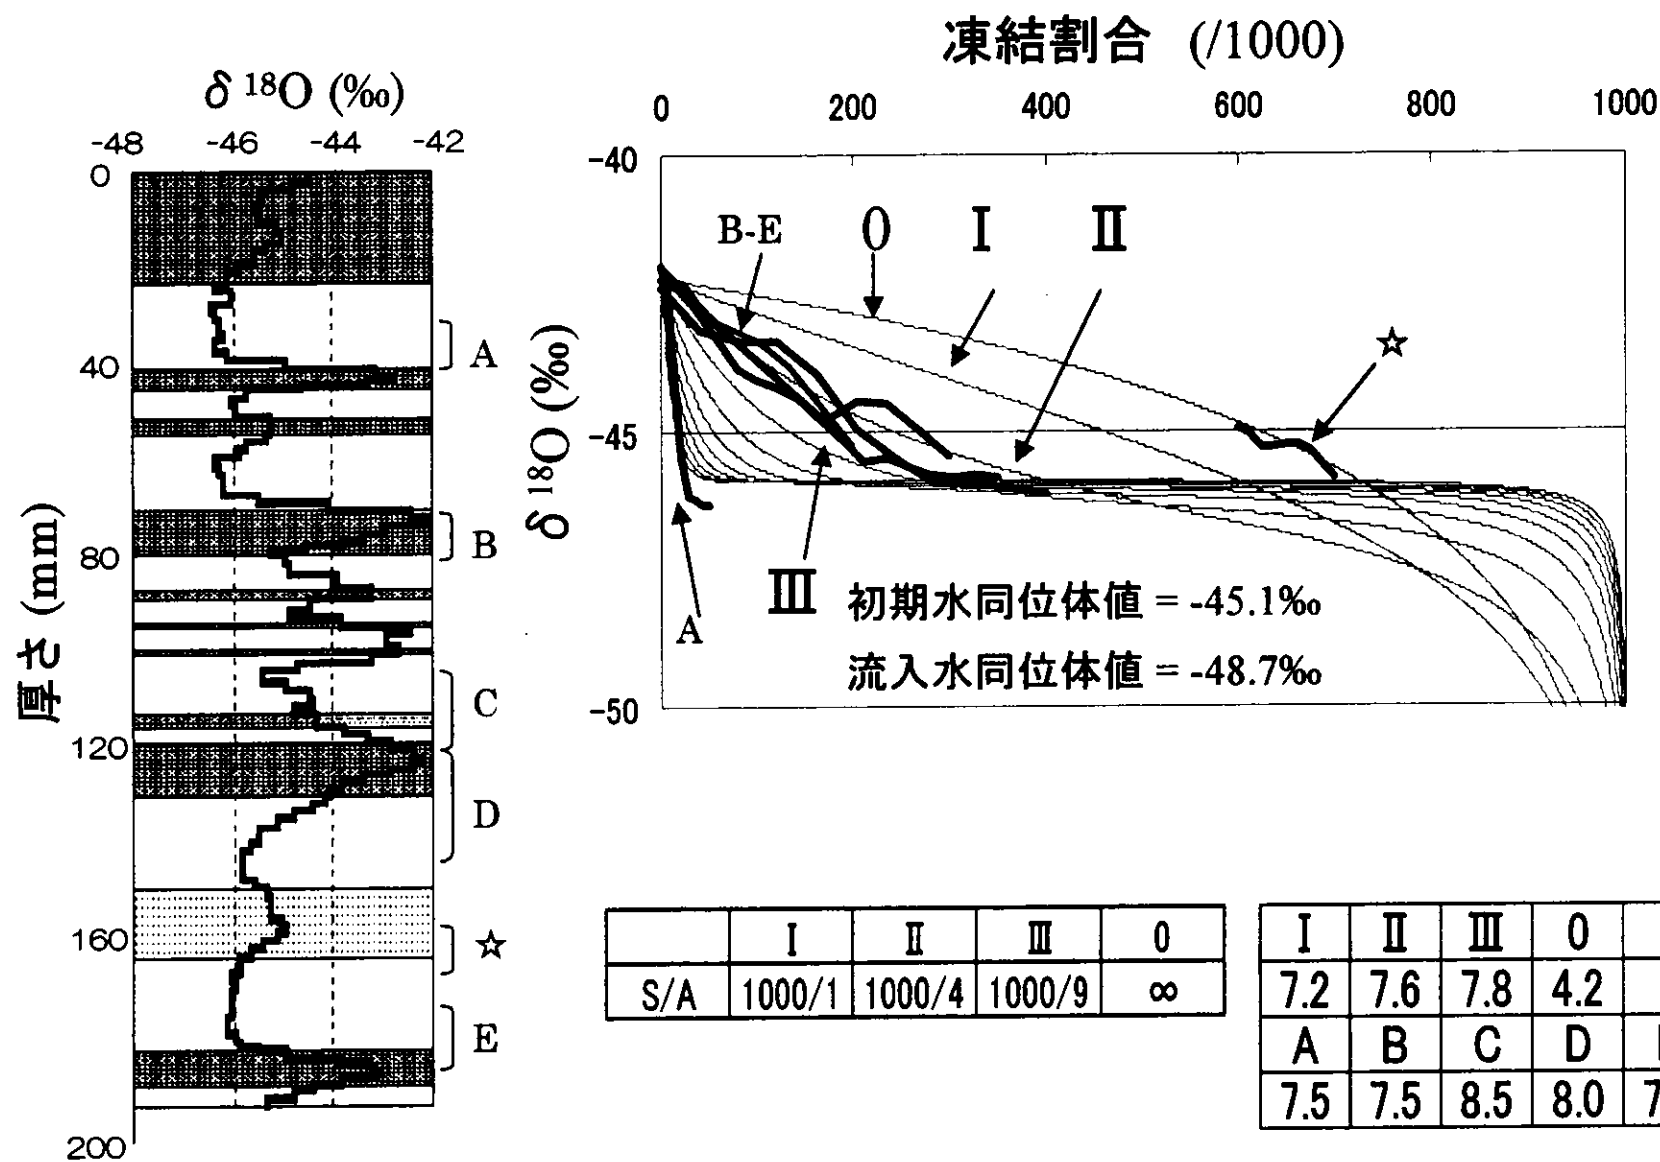 凍結割合 (/1000)
0 200 400 600 800 1000
δ ¹⁸O (‰)
-48 -46 -44 -42
0
40
80
120
160
200
厚さ (mm)
A
B
C
D
☆
E
δ ¹⁸O (‰)
-40
-45
-50
B-E 0 I II
☆
III
A
初期水同位体値 = -45.1‰
流入水同位体値 = -48.7‰
I II III 0
S/A 1000/1 1000/4 1000/9 ∞
I II III 0
7.2 7.6 7.8 4.2
A B C D
7.5 7.5 8.5 8.0 7